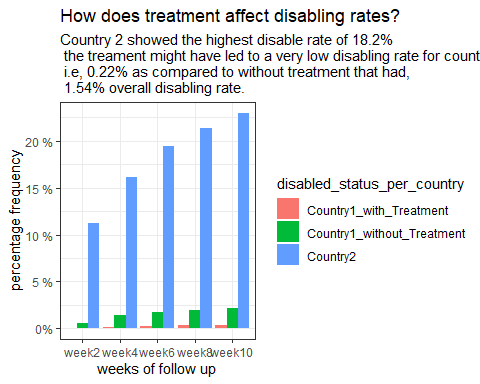 How does treatment affect disabling rates?
Country 2 showed the highest disable rate of 18.2%
the treament might have led to a very low disabling rate for count
i.e, 0.22% as compared to without treatment that had,
1.54% overall disabling rate.
percentage frequency
20 %
15 %
10 %
5 %
0%
week2 week4 week6 week8 week10
weeks of follow up
disabled_status_per_country
Country1_with_Treatment
Country1_without_Treatment
Country2